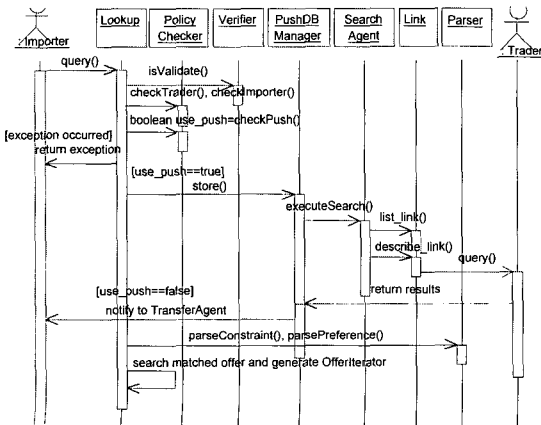 Lookup
Policy
Checker
Verifier
PushDB
Manager
Search
Agent
Link
Parser
: Importer
: Trader
query()
isValidate()
checkTrader(), checkImporter()
boolean use_push=checkPush()
[exception occurred]
return exception
[use_push==true]
store()
executeSearch()
list_link()
describe_link()
query()
return results
[use_push==false]
notify to TransferAgent
parseConstraint(), parsePreference()
search matched offer and generate OfferIterator